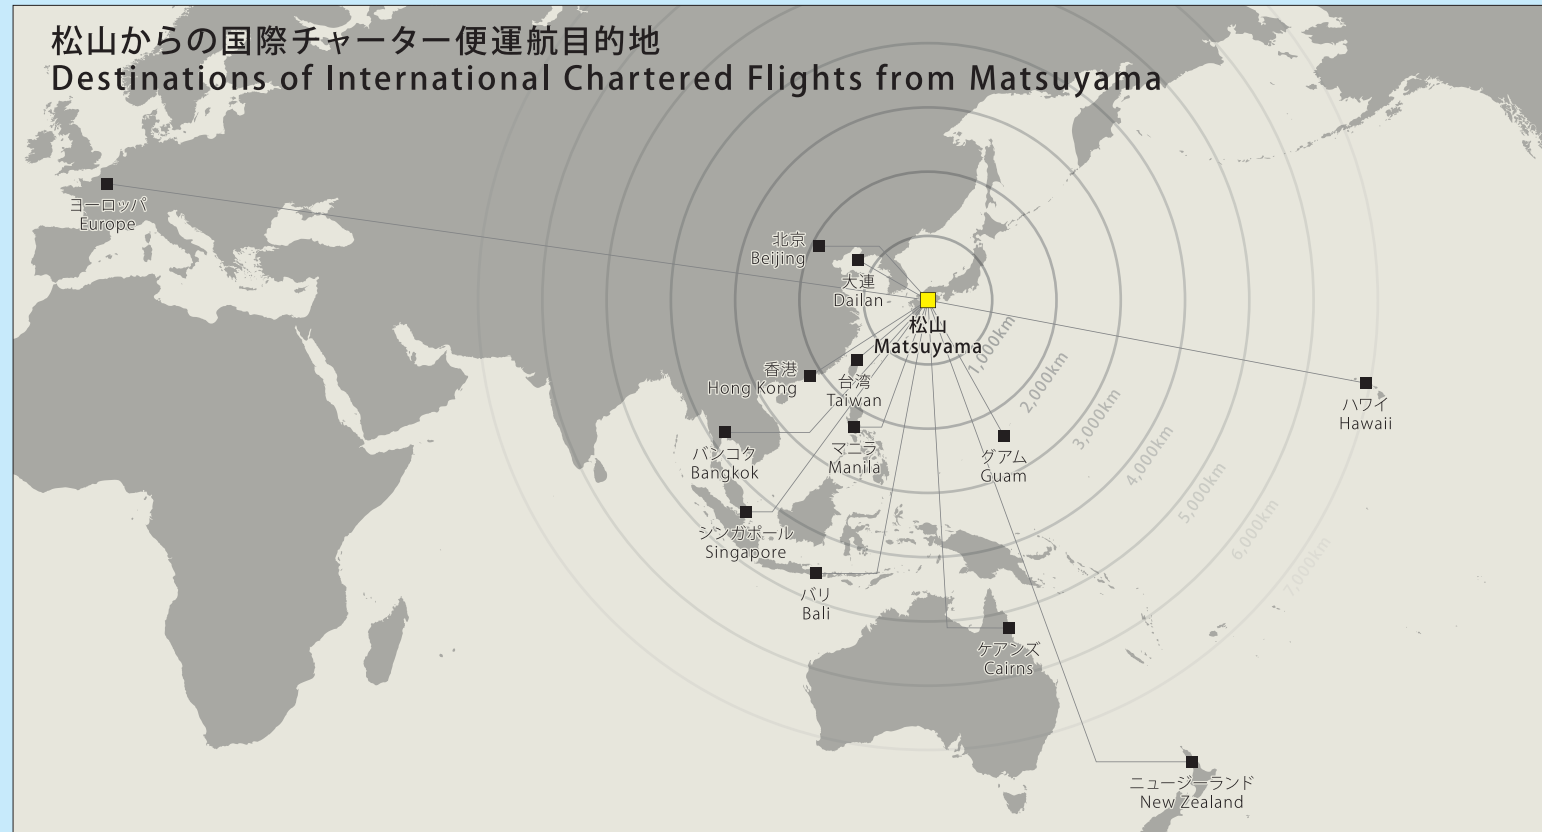 松山からの国際チャーター便運航目的地
Destinations of International Chartered Flights from Matsuyama
ヨーロッパ
Europe
北京
Beijing
大連
Dailan
松山
Matsuyama
香港
Hong Kong
台湾
Taiwan
バンコク
Bangkok
マニラ
Manila
グアム
Guam
ハワイ
Hawaii
シンガポール
Singapore
バリ
Bali
ケアンズ
Cairns
ニュージーランド
New Zealand
1,000km
2,000km
3,000km
4,000km
5,000km
6,000km
7,000km